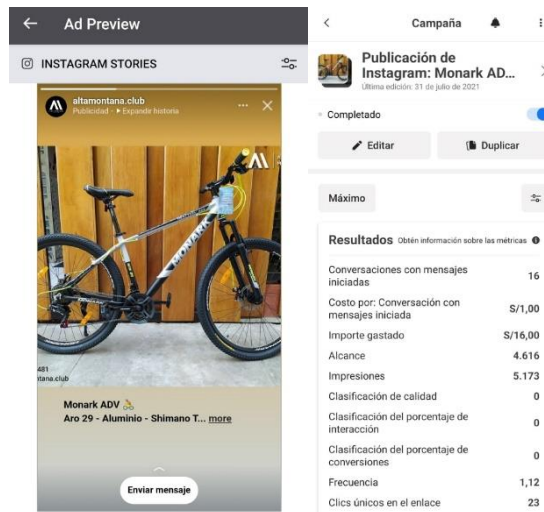 Ad Preview
INSTAGRAM STORIES
altamontana.club
Publicidad • Expandir historia
MONARK
481
tana.club
Monark ADV
Aro 29 - Aluminio - Shimano T... more
Enviar mensaje
Campaña
Publicación de
Instagram: Monark AD...
Última edición: 31 de julio de 2021
Completado
Editar
Duplicar
Máximo
Resultados Obtén información sobre las métricas
Conversaciones con mensajes
iniciadas
16
Costo por: Conversación con
mensajes iniciada
S/1,00
Importe gastado
S/16,00
Alcance
4.616
Impresiones
5.173
Clasificación de calidad
0
Clasificación del porcentaje de
interacción
0
Clasificación del porcentaje de
conversiones
0
Frecuencia
1,12
Clics únicos en el enlace
23